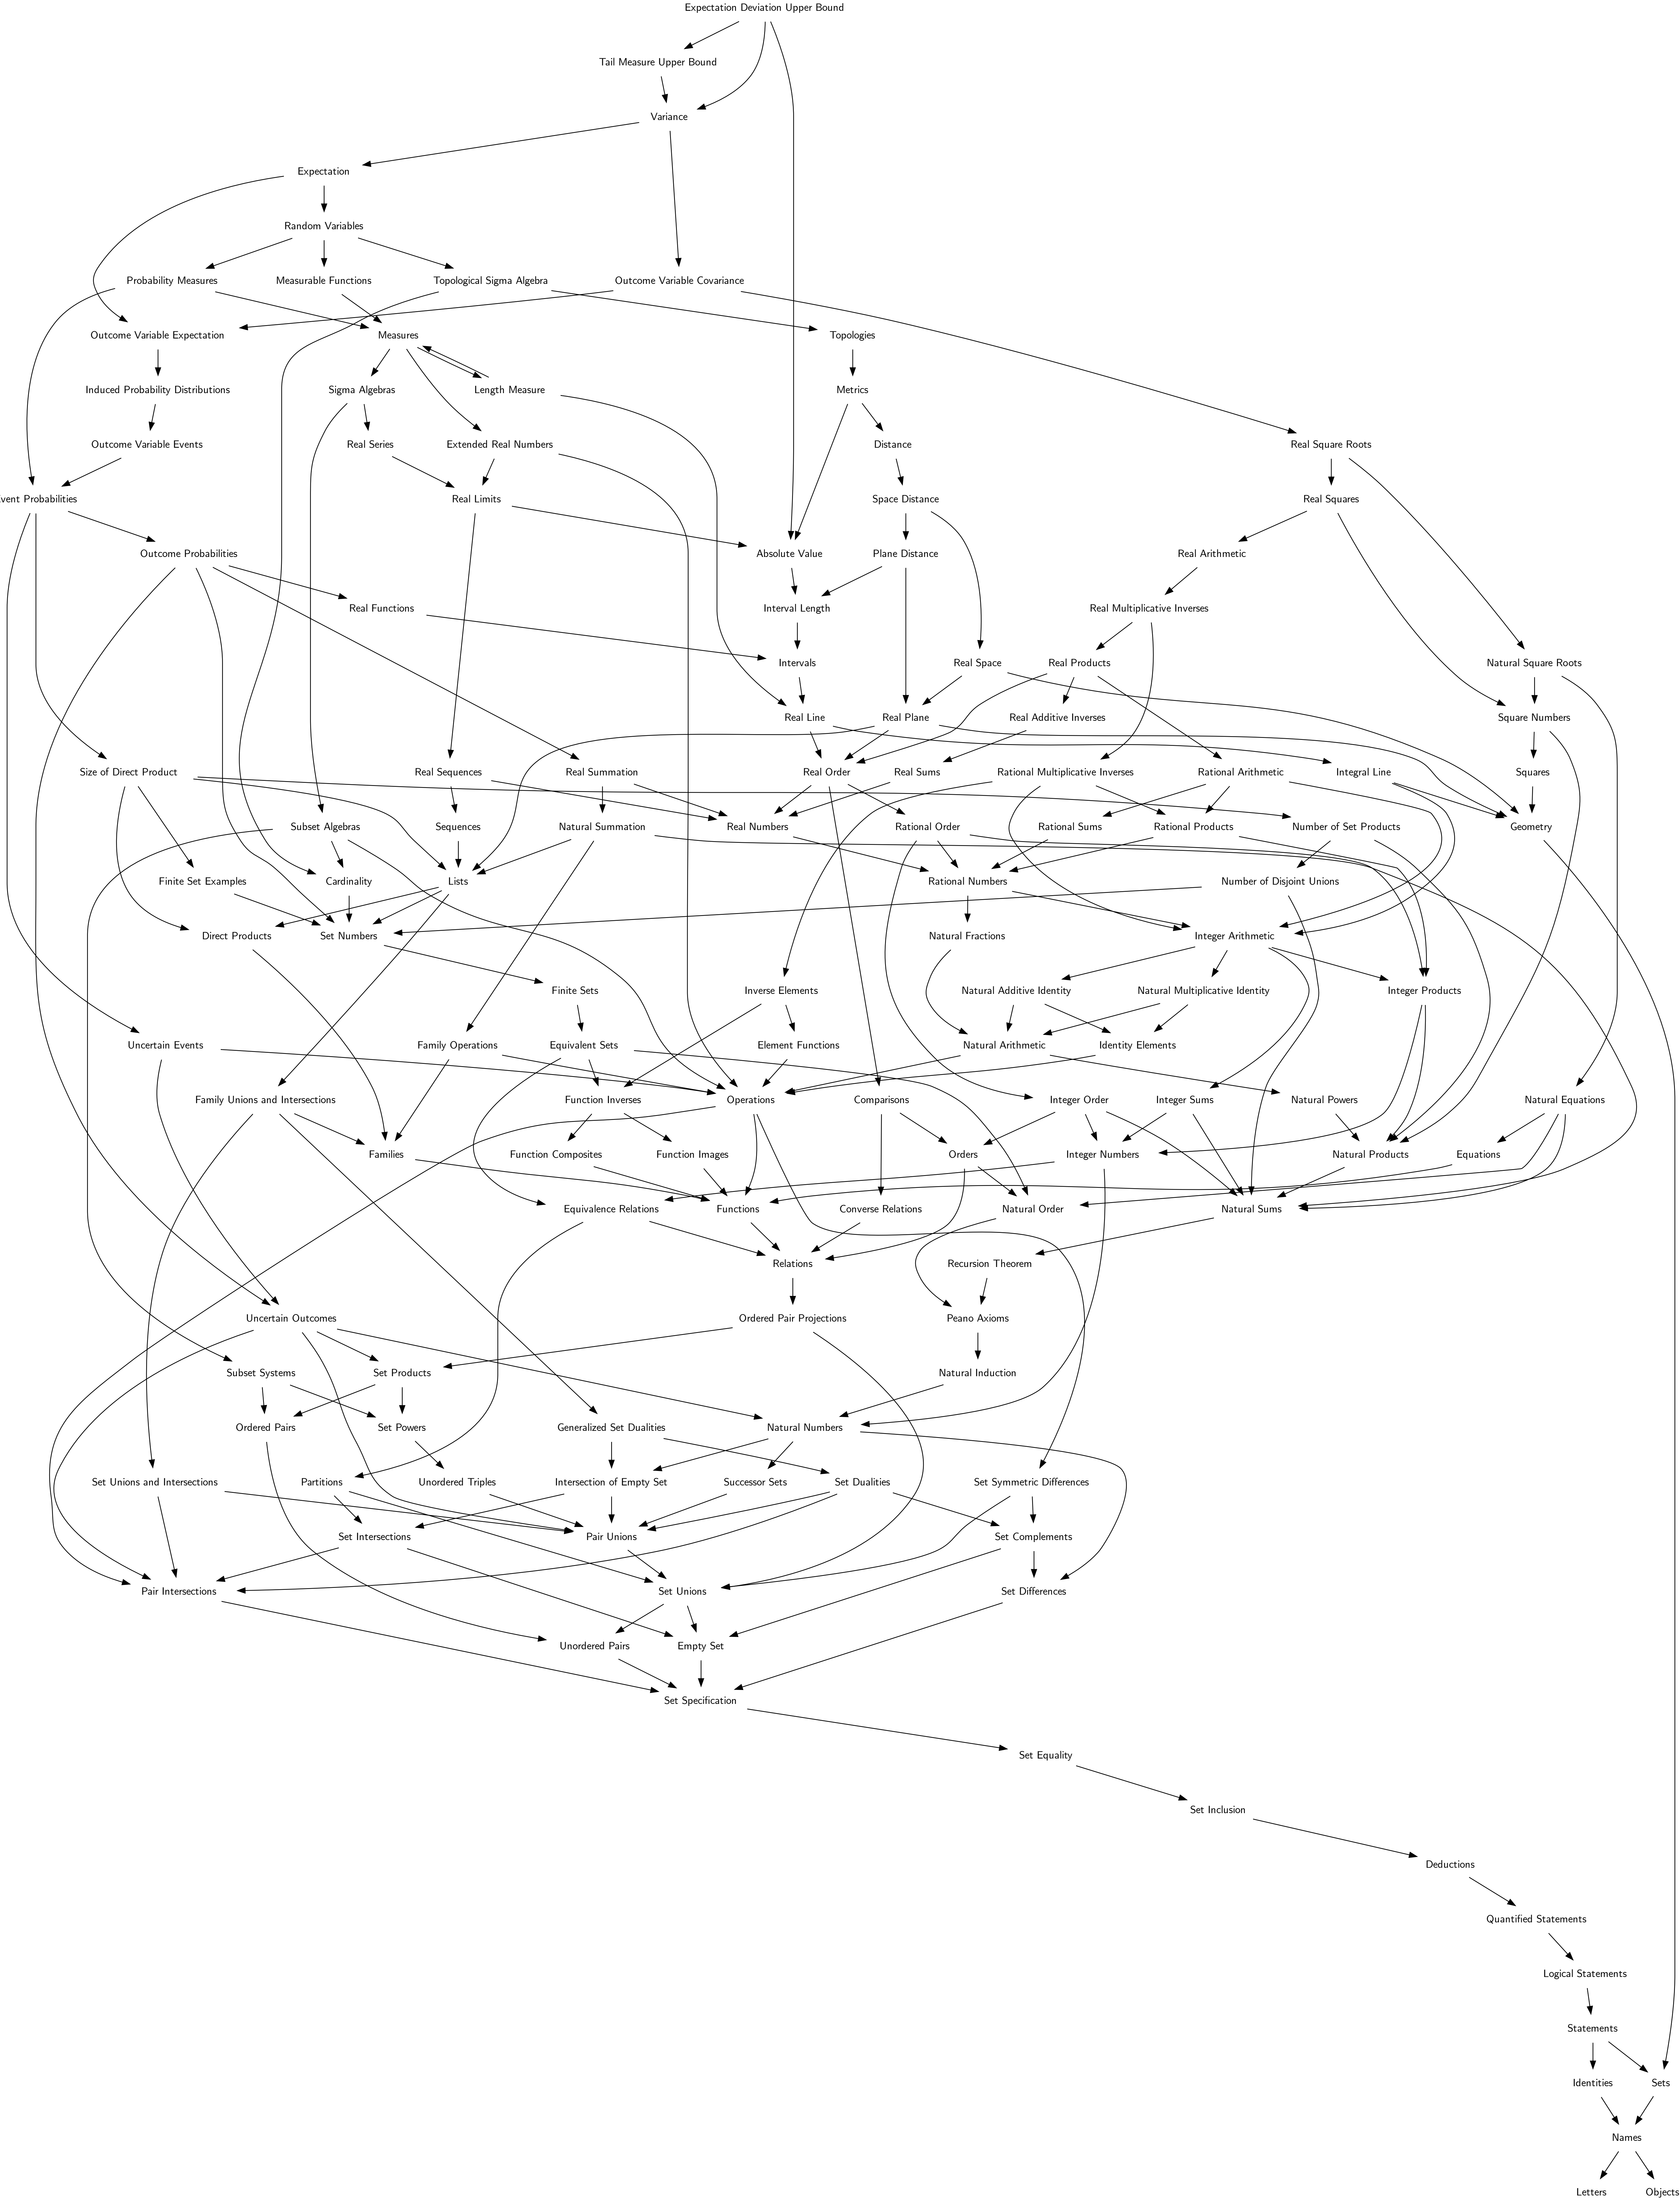 Expectation Deviation Upper Bound
Tail Measure Upper Bound
Variance
Expectation
Random Variables
Probability Measures
Measurable Functions
Topological Sigma Algebra
Outcome Variable Covariance
Outcome Variable Expectation
Measures
Topologies
Induced Probability Distributions
Sigma Algebras
Length Measure
Metrics
Outcome Variable Events
Real Series
Extended Real Numbers
Distance
Real Square Roots
vent Probabilities
Real Limits
Space Distance
Real Squares
Outcome Probabilities
Absolute Value
Plane Distance
Real Arithmetic
Real Functions
Interval Length
Real Multiplicative Inverses
Intervals
Real Space
Real Products
Natural Square Roots
Real Line
Real Plane
Real Additive Inverses
Square Numbers
Size of Direct Product
Real Sequences
Real Summation
Real Order
Real Sums
Rational Multiplicative Inverses
Rational Arithmetic
Integral Line
Squares
Subset Algebras
Sequences
Natural Summation
Real Numbers
Rational Order
Rational Sums
Rational Products
Number of Set Products
Geometry
Finite Set Examples
Cardinality
Lists
Rational Numbers
Number of Disjoint Unions
Direct Products
Set Numbers
Natural Fractions
Integer Arithmetic
Finite Sets
Inverse Elements
Natural Additive Identity
Natural Multiplicative Identity
Integer Products
Uncertain Events
Family Operations
Equivalent Sets
Element Functions
Natural Arithmetic
Identity Elements
Family Unions and Intersections
Function Inverses
Operations
Comparisons
Integer Order
Integer Sums
Natural Powers
Natural Equations
Families
Function Composites
Function Images
Orders
Integer Numbers
Natural Products
Equations
Equivalence Relations
Functions
Converse Relations
Natural Order
Natural Sums
Relations
Recursion Theorem
Uncertain Outcomes
Ordered Pair Projections
Peano Axioms
Subset Systems
Set Products
Natural Induction
Ordered Pairs
Set Powers
Generalized Set Dualities
Natural Numbers
Set Unions and Intersections
Partitions
Unordered Triples
Intersection of Empty Set
Successor Sets
Set Dualities
Set Symmetric Differences
Set Intersections
Pair Unions
Set Complements
Pair Intersections
Set Unions
Set Differences
Unordered Pairs
Empty Set
Set Specification
Set Equality
Set Inclusion
Deductions
Quantified Statements
Logical Statements
Statements
Identities
Sets
Names
Letters
Objects